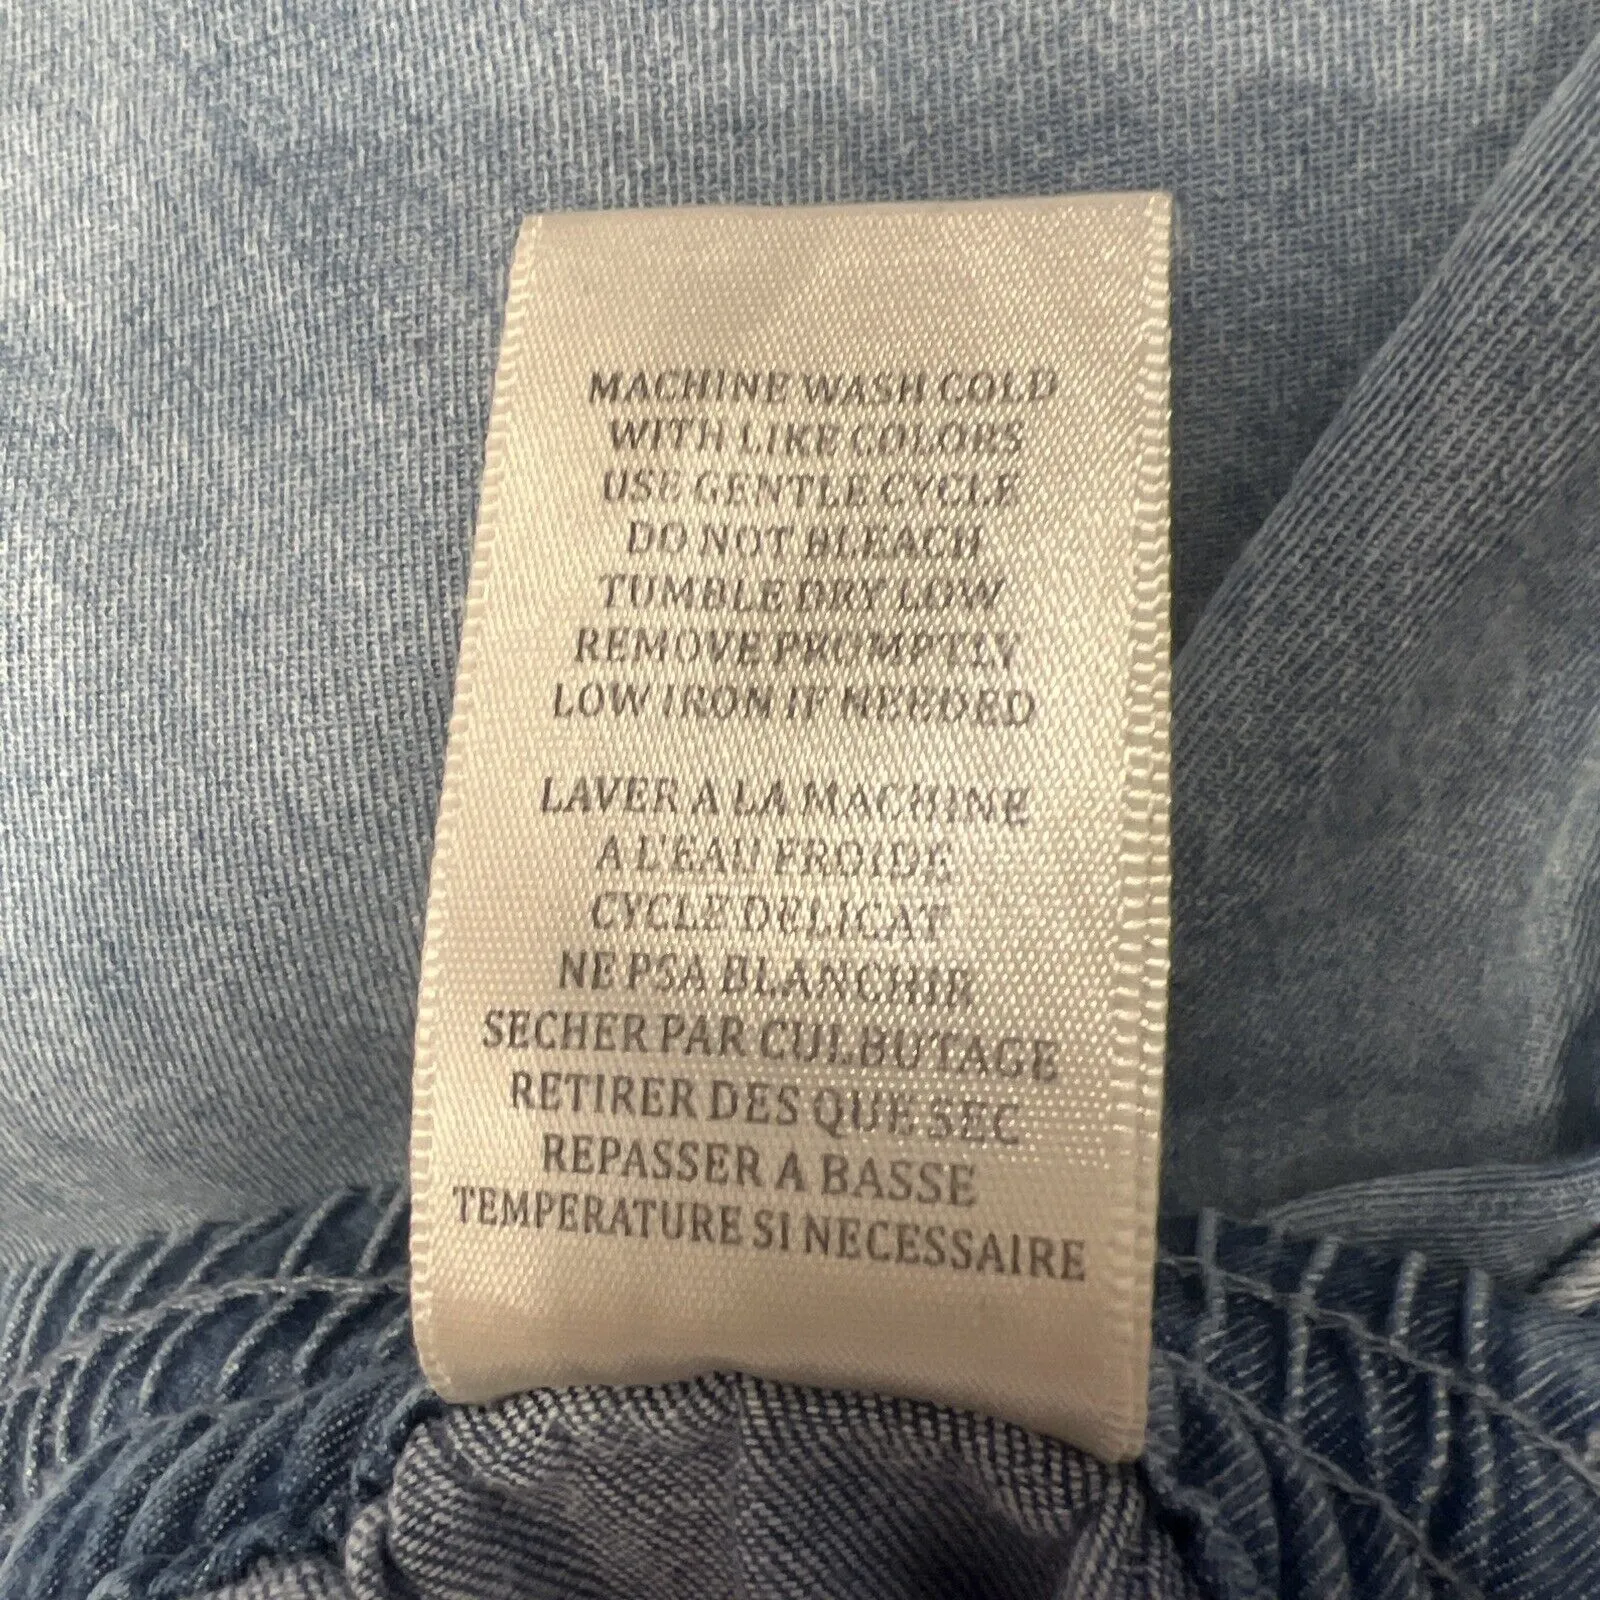 MACHINE WASH COLD
WITH LIKE COLORS
USE GENTLE CYCLE
DO NOT BLEACH
TUMBLE DRY LOW
REMOVE PROMPTLY
LOW IRON IF NEEDED
LAVER A LA MACHINE
A L'EAU FROIDE
CYCLE DELICAT
NE PSA BLANCHIR
SECHER PAR CULBUTAGE
RETIRER DES QUE SEC
REPASSER A BASSE
TEMPERATURE SI NECESSAIRE